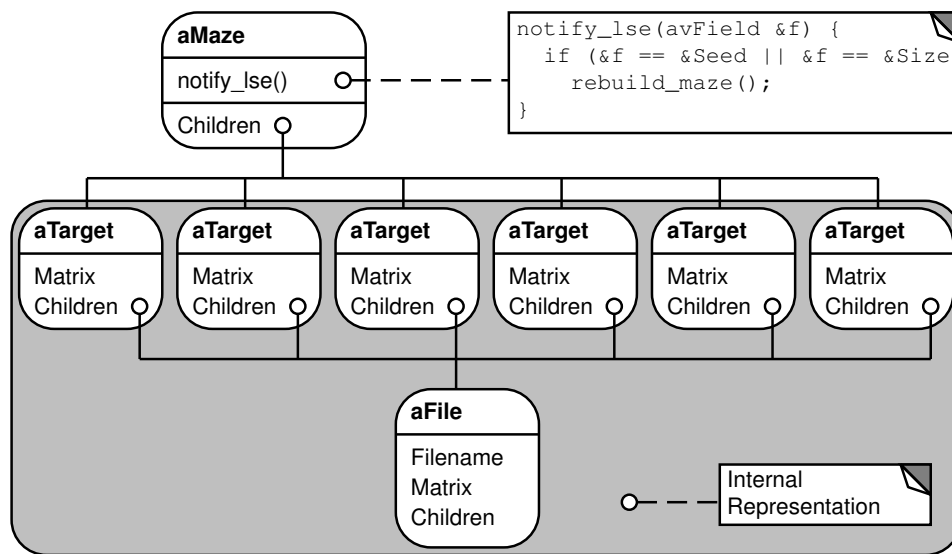 aMaze
notify_lse()
Children
notify_lse(avField &f) {
if (&f == &Seed || &f == &Size
rebuild_maze();
}
aTarget
Matrix
Children
aTarget
Matrix
Children
aTarget
Matrix
Children
aTarget
Matrix
Children
aTarget
Matrix
Children
aTarget
Matrix
Children
aFile
Filename
Matrix
Children
Internal
Representation